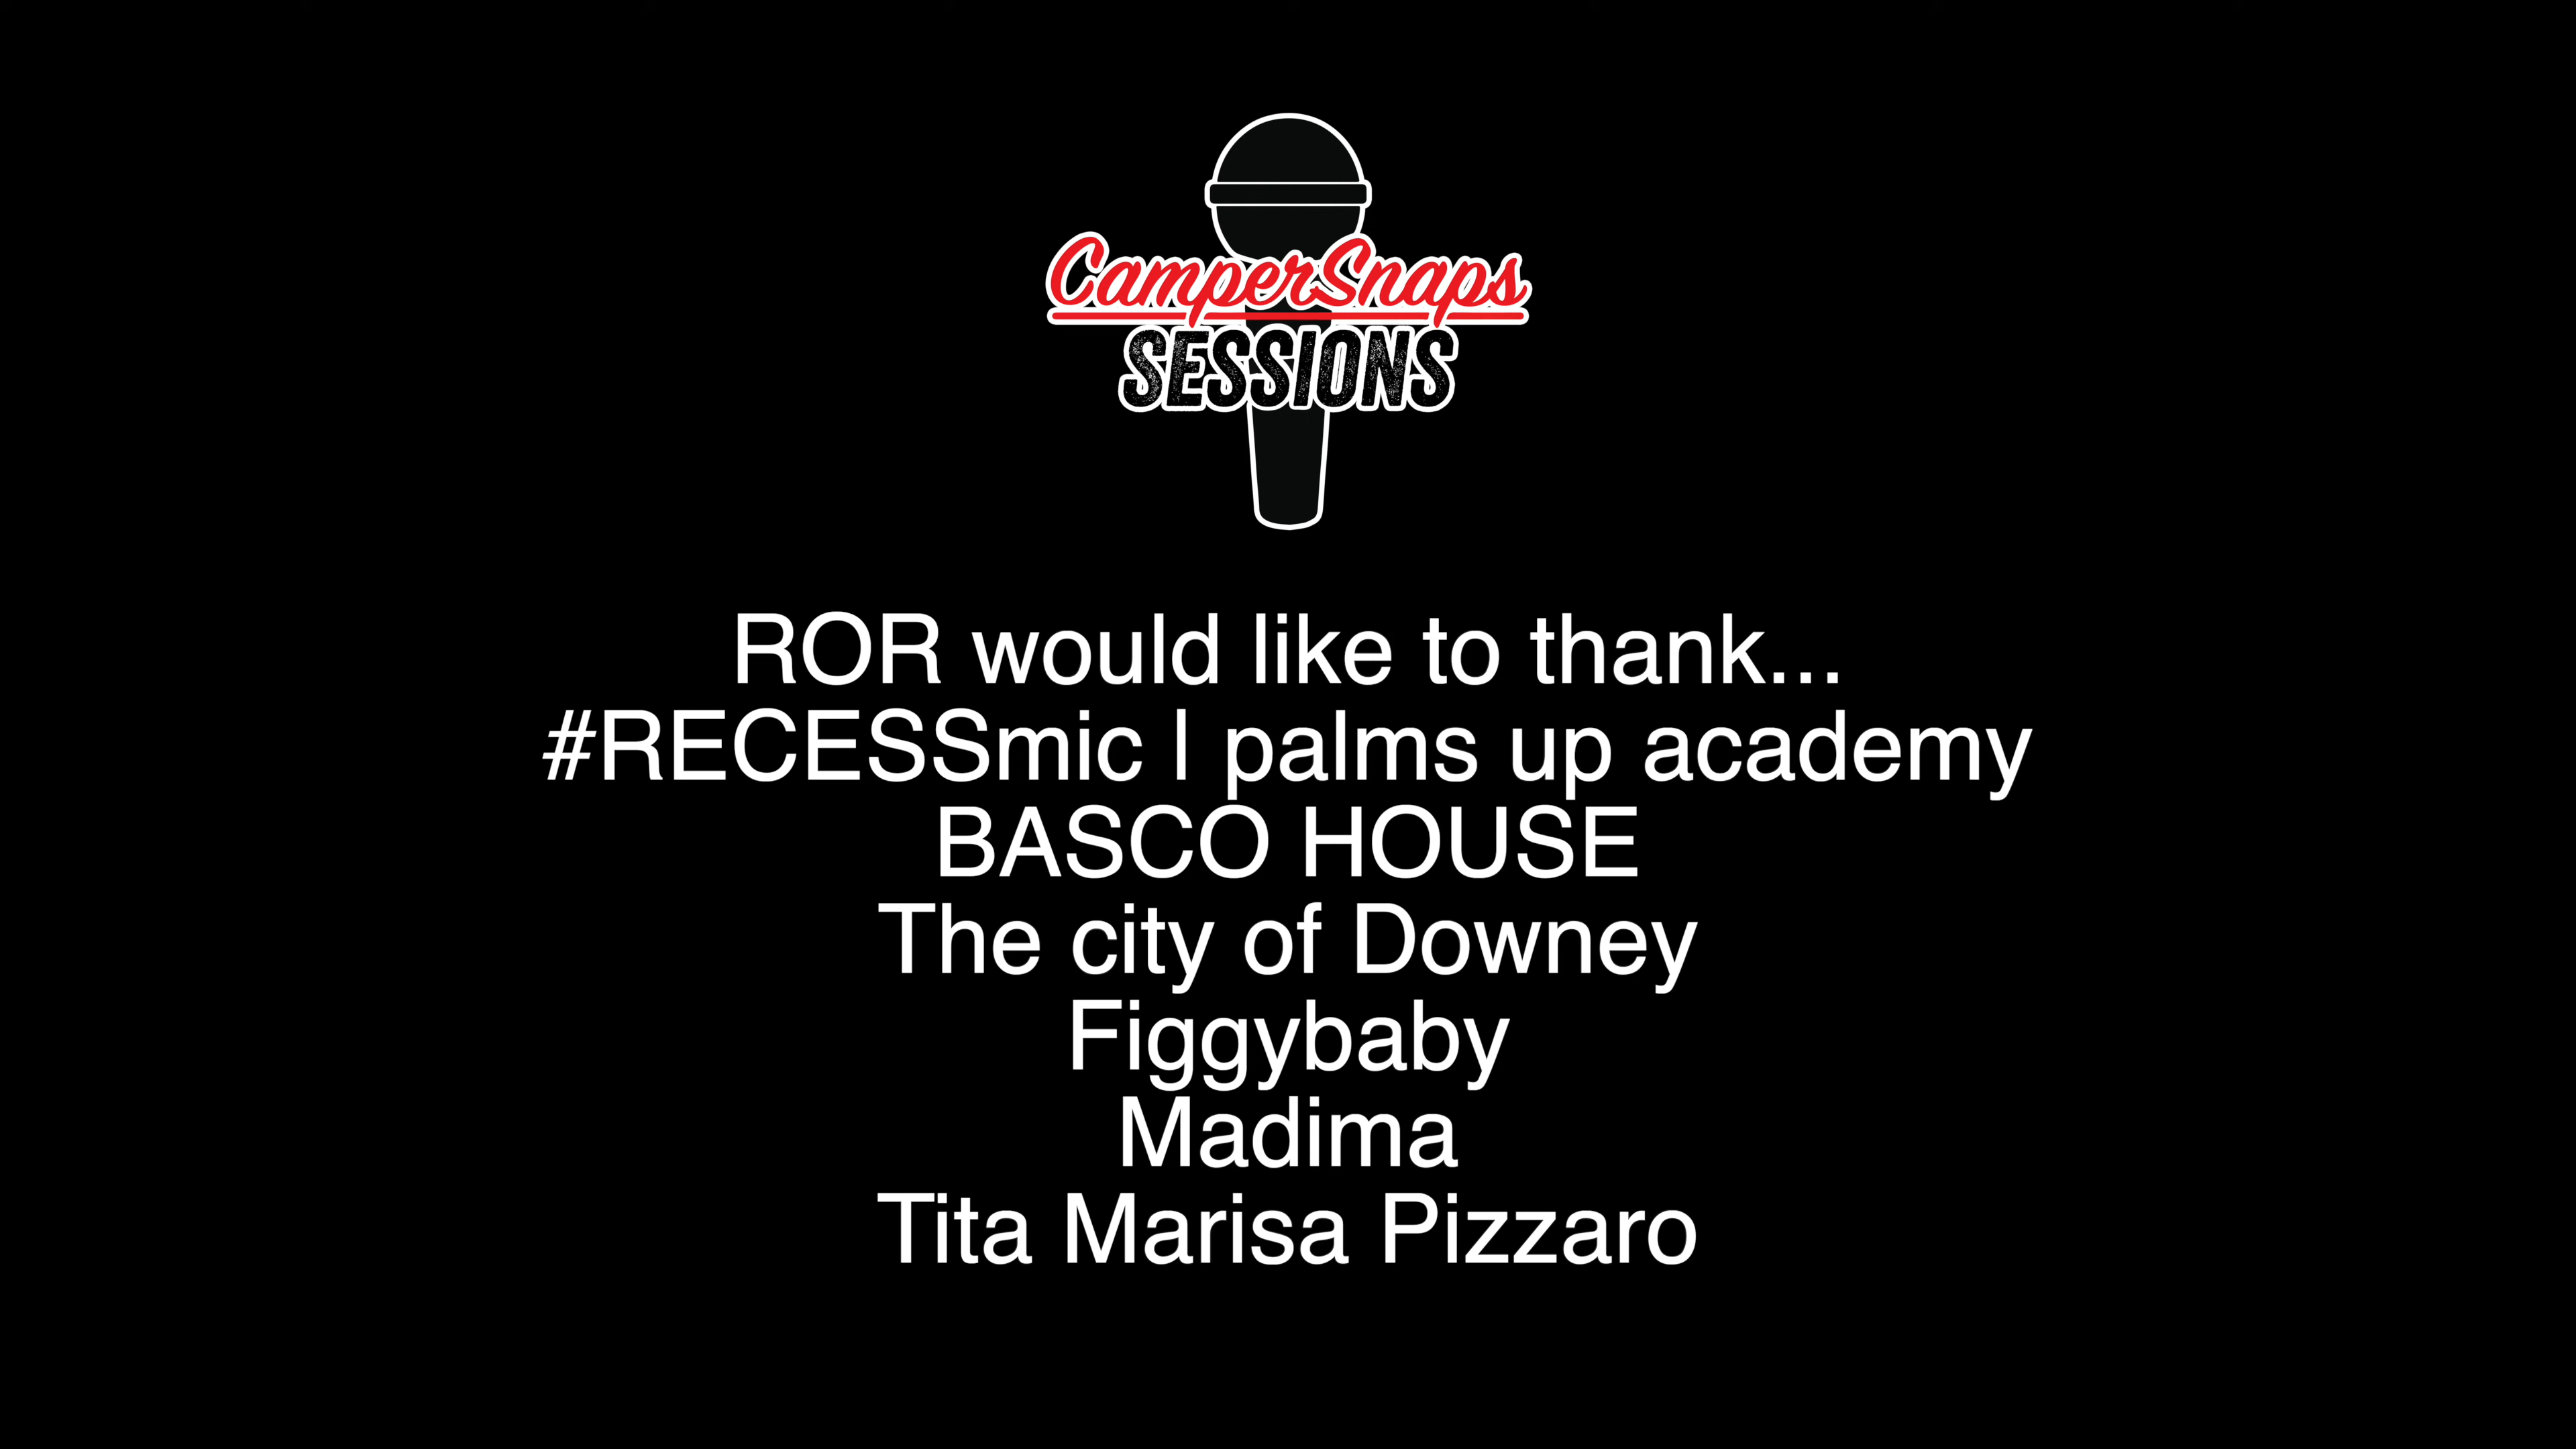 CamperSnaps
SESSIONS
ROR would like to thank...
#RECESSmic | palms up academy
BASCO HOUSE
The city of Downey
Figgybaby
Madima
Tita Marisa Pizzaro